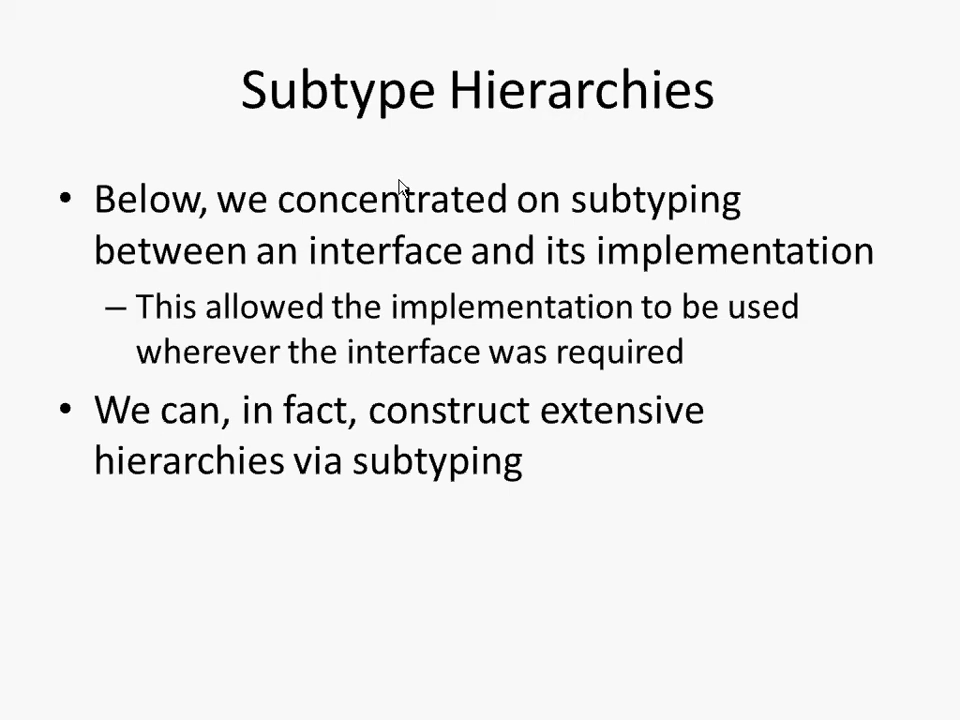 Subtype Hierarchies
• Below, we concentrated on subtyping
between an interface and its implementation
– This allowed the implementation to be used
wherever the interface was required
• We can, in fact, construct extensive
hierarchies via subtyping